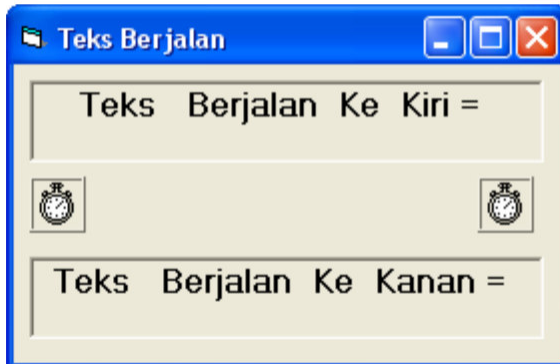 Teks Berjalan
Teks Berjalan Ke Kiri =
Teks Berjalan Ke Kanan =